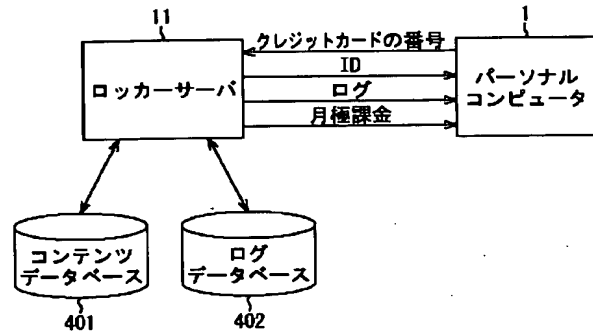 11
ロッカーサーバ
クレジットカードの番号
ID
ログ
月極課金
1
パーソナル
コンピュータ
コンテンツ
データベース
401
ログ
データベース
402